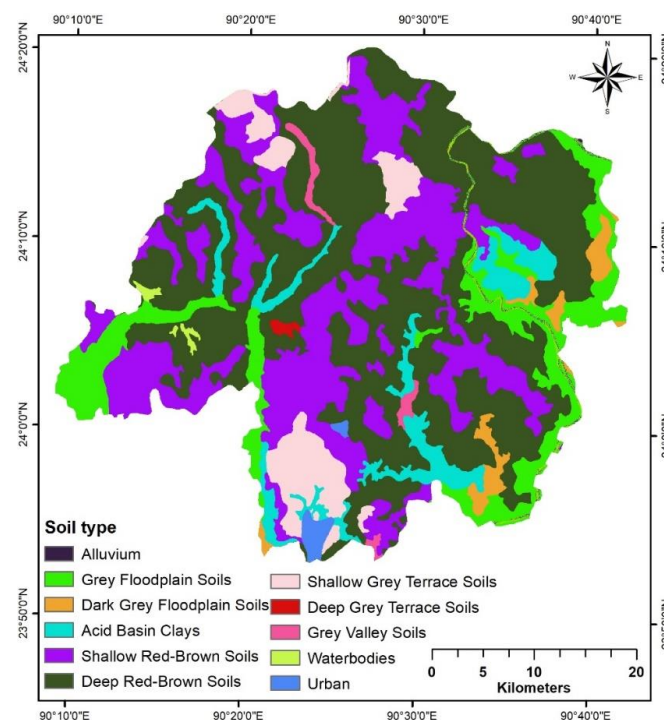 90°10'0"E 90°20'0"E 90°30'0"E 90°40'0"E
24°20'0"N
N
W E
S
24°10'0"N
24°0'0"N
23°50'0"N
Soil type
Alluvium
Grey Floodplain Soils
Dark Grey Floodplain Soils
Acid Basin Clays
Shallow Red-Brown Soils
Deep Red-Brown Soils
Shallow Grey Terrace Soils
Deep Grey Terrace Soils
Grey Valley Soils
Waterbodies
Urban
0 5 10 20
Kilometers
90°10'0"E 90°20'0"E 90°30'0"E 90°40'0"E